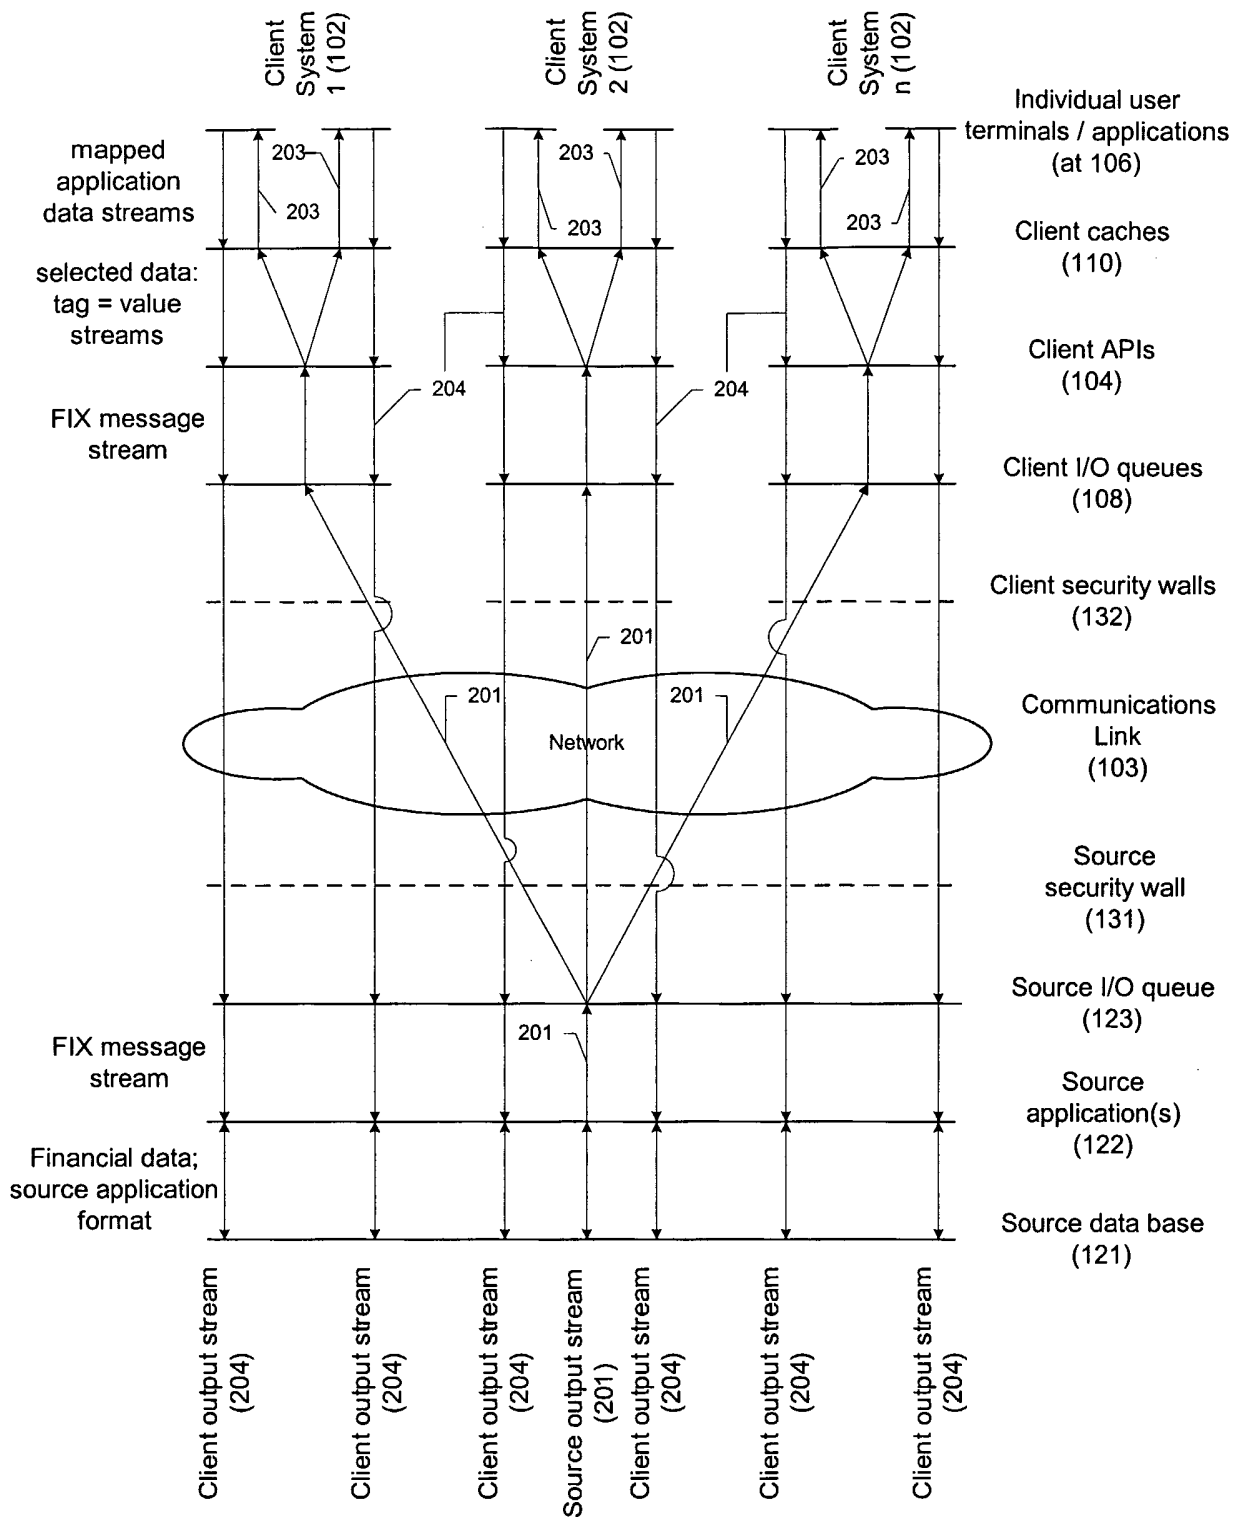 Client
System
1 (102)
Client
System
2 (102)
Client
System
n (102)
Individual user
terminals / applications
(at 106)
mapped
application
data streams
203
203
203
203
203
203
Client caches
(110)
selected data:
tag = value
streams
Client APIs
(104)
204
204
FIX message
stream
Client I/O queues
(108)
Client security walls
(132)
201
201
201
Communications
Link
(103)
Network
Source
security wall
(131)
Source I/O queue
(123)
201
FIX message
stream
Source
application(s)
(122)
Financial data;
source application
format
Source data base
(121)
Client output stream
(204)
Client output stream
(204)
Client output stream
(204)
Source output stream
(201)
Client output stream
(204)
Client output stream
(204)
Client output stream
(204)